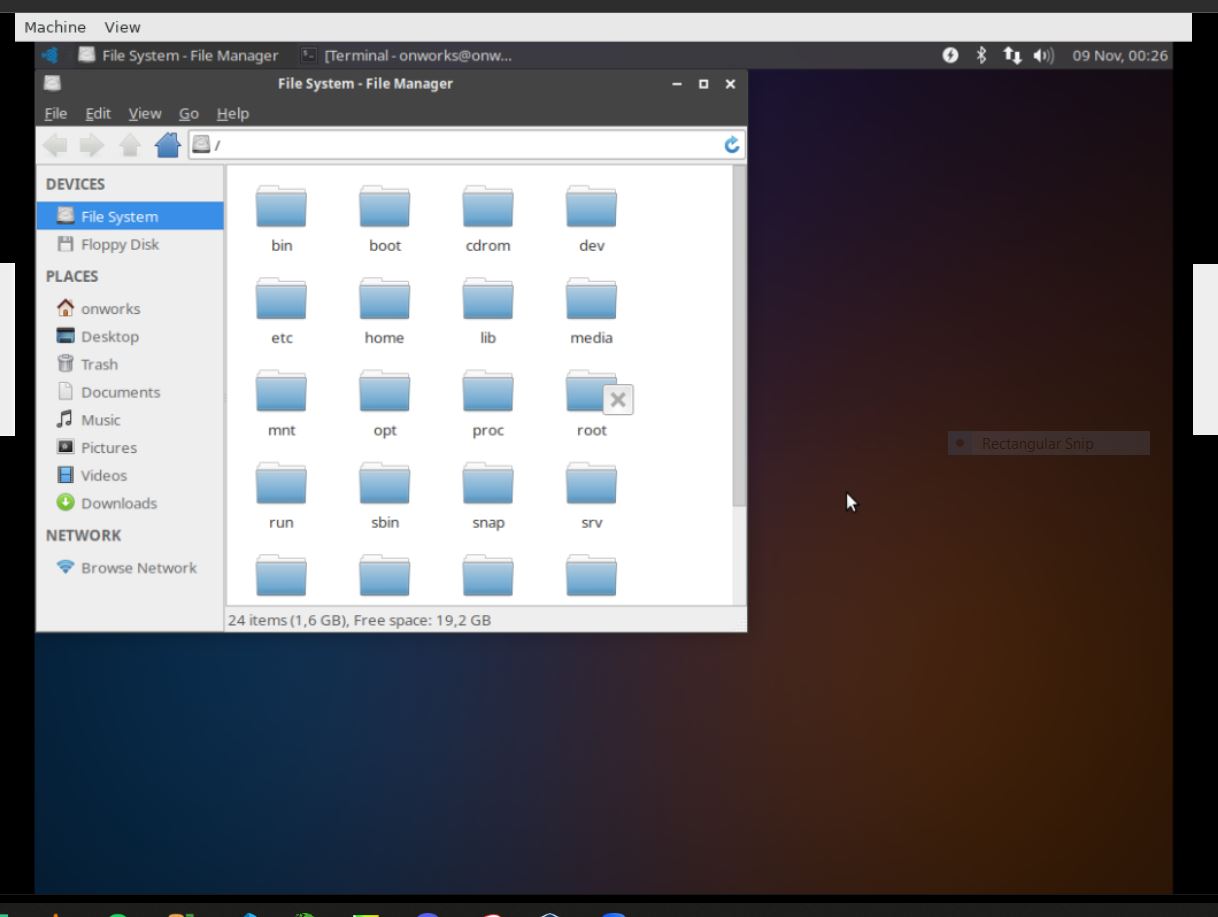 Machine View
File System - File Manager [Terminal - onworks@onw... 09 Nov, 00:26
File System - File Manager
File Edit View Go Help
/
DEVICES
File System
Floppy Disk
PLACES
onworks
Desktop
Trash
Documents
Music
Pictures
Videos
Downloads
NETWORK
Browse Network
bin boot cdrom dev
etc home lib media
mnt opt proc root
run sbin snap srv
24 items (1,6 GB), Free space: 19,2 GB
Rectangular Snip